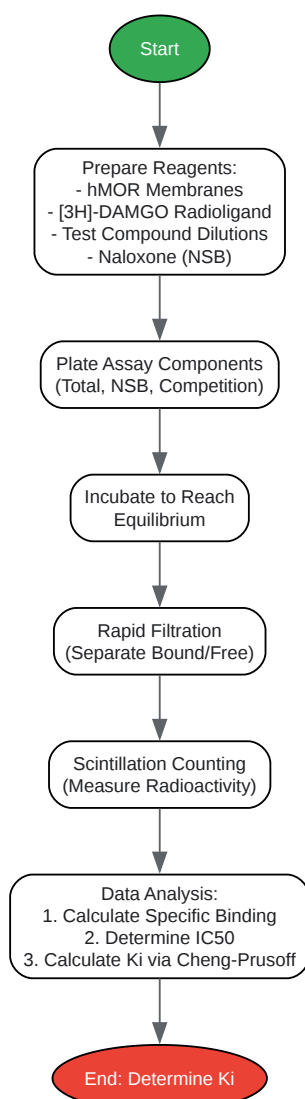 Start
Prepare Reagents:
- hMOR Membranes
- [3H]-DAMGO Radioligand
- Test Compound Dilutions
- Naloxone (NSB)
Plate Assay Components
(Total, NSB, Competition)
Incubate to Reach
Equilibrium
Rapid Filtration
(Separate Bound/Free)
Scintillation Counting
(Measure Radioactivity)
Data Analysis:
1. Calculate Specific Binding
2. Determine IC50
3. Calculate Ki via Cheng-Prusoff
End: Determine Ki